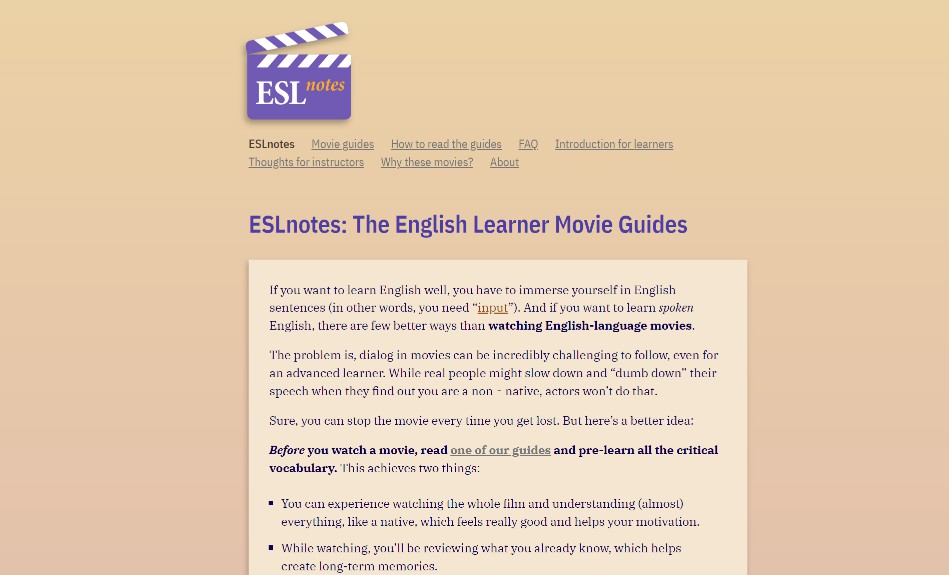 ESL notes
ESLnotes Movie guides How to read the guides FAQ Introduction for learners
Thoughts for instructors Why these movies? About
ESLnotes: The English Learner Movie Guides
If you want to learn English well, you have to immerse yourself in English
sentences (in other words, you need “input”). And if you want to learn spoken
English, there are few better ways than watching English-language movies.
The problem is, dialog in movies can be incredibly challenging to follow, even for
an advanced learner. While real people might slow down and “dumb down” their
speech when they find out you are a non - native, actors won’t do that.
Sure, you can stop the movie every time you get lost. But here’s a better idea:
Before you watch a movie, read one of our guides and pre-learn all the critical
vocabulary. This achieves two things:
You can experience watching the whole film and understanding (almost)
everything, like a native, which feels really good and helps your motivation.
While watching, you’ll be reviewing what you already know, which helps
create long-term memories.